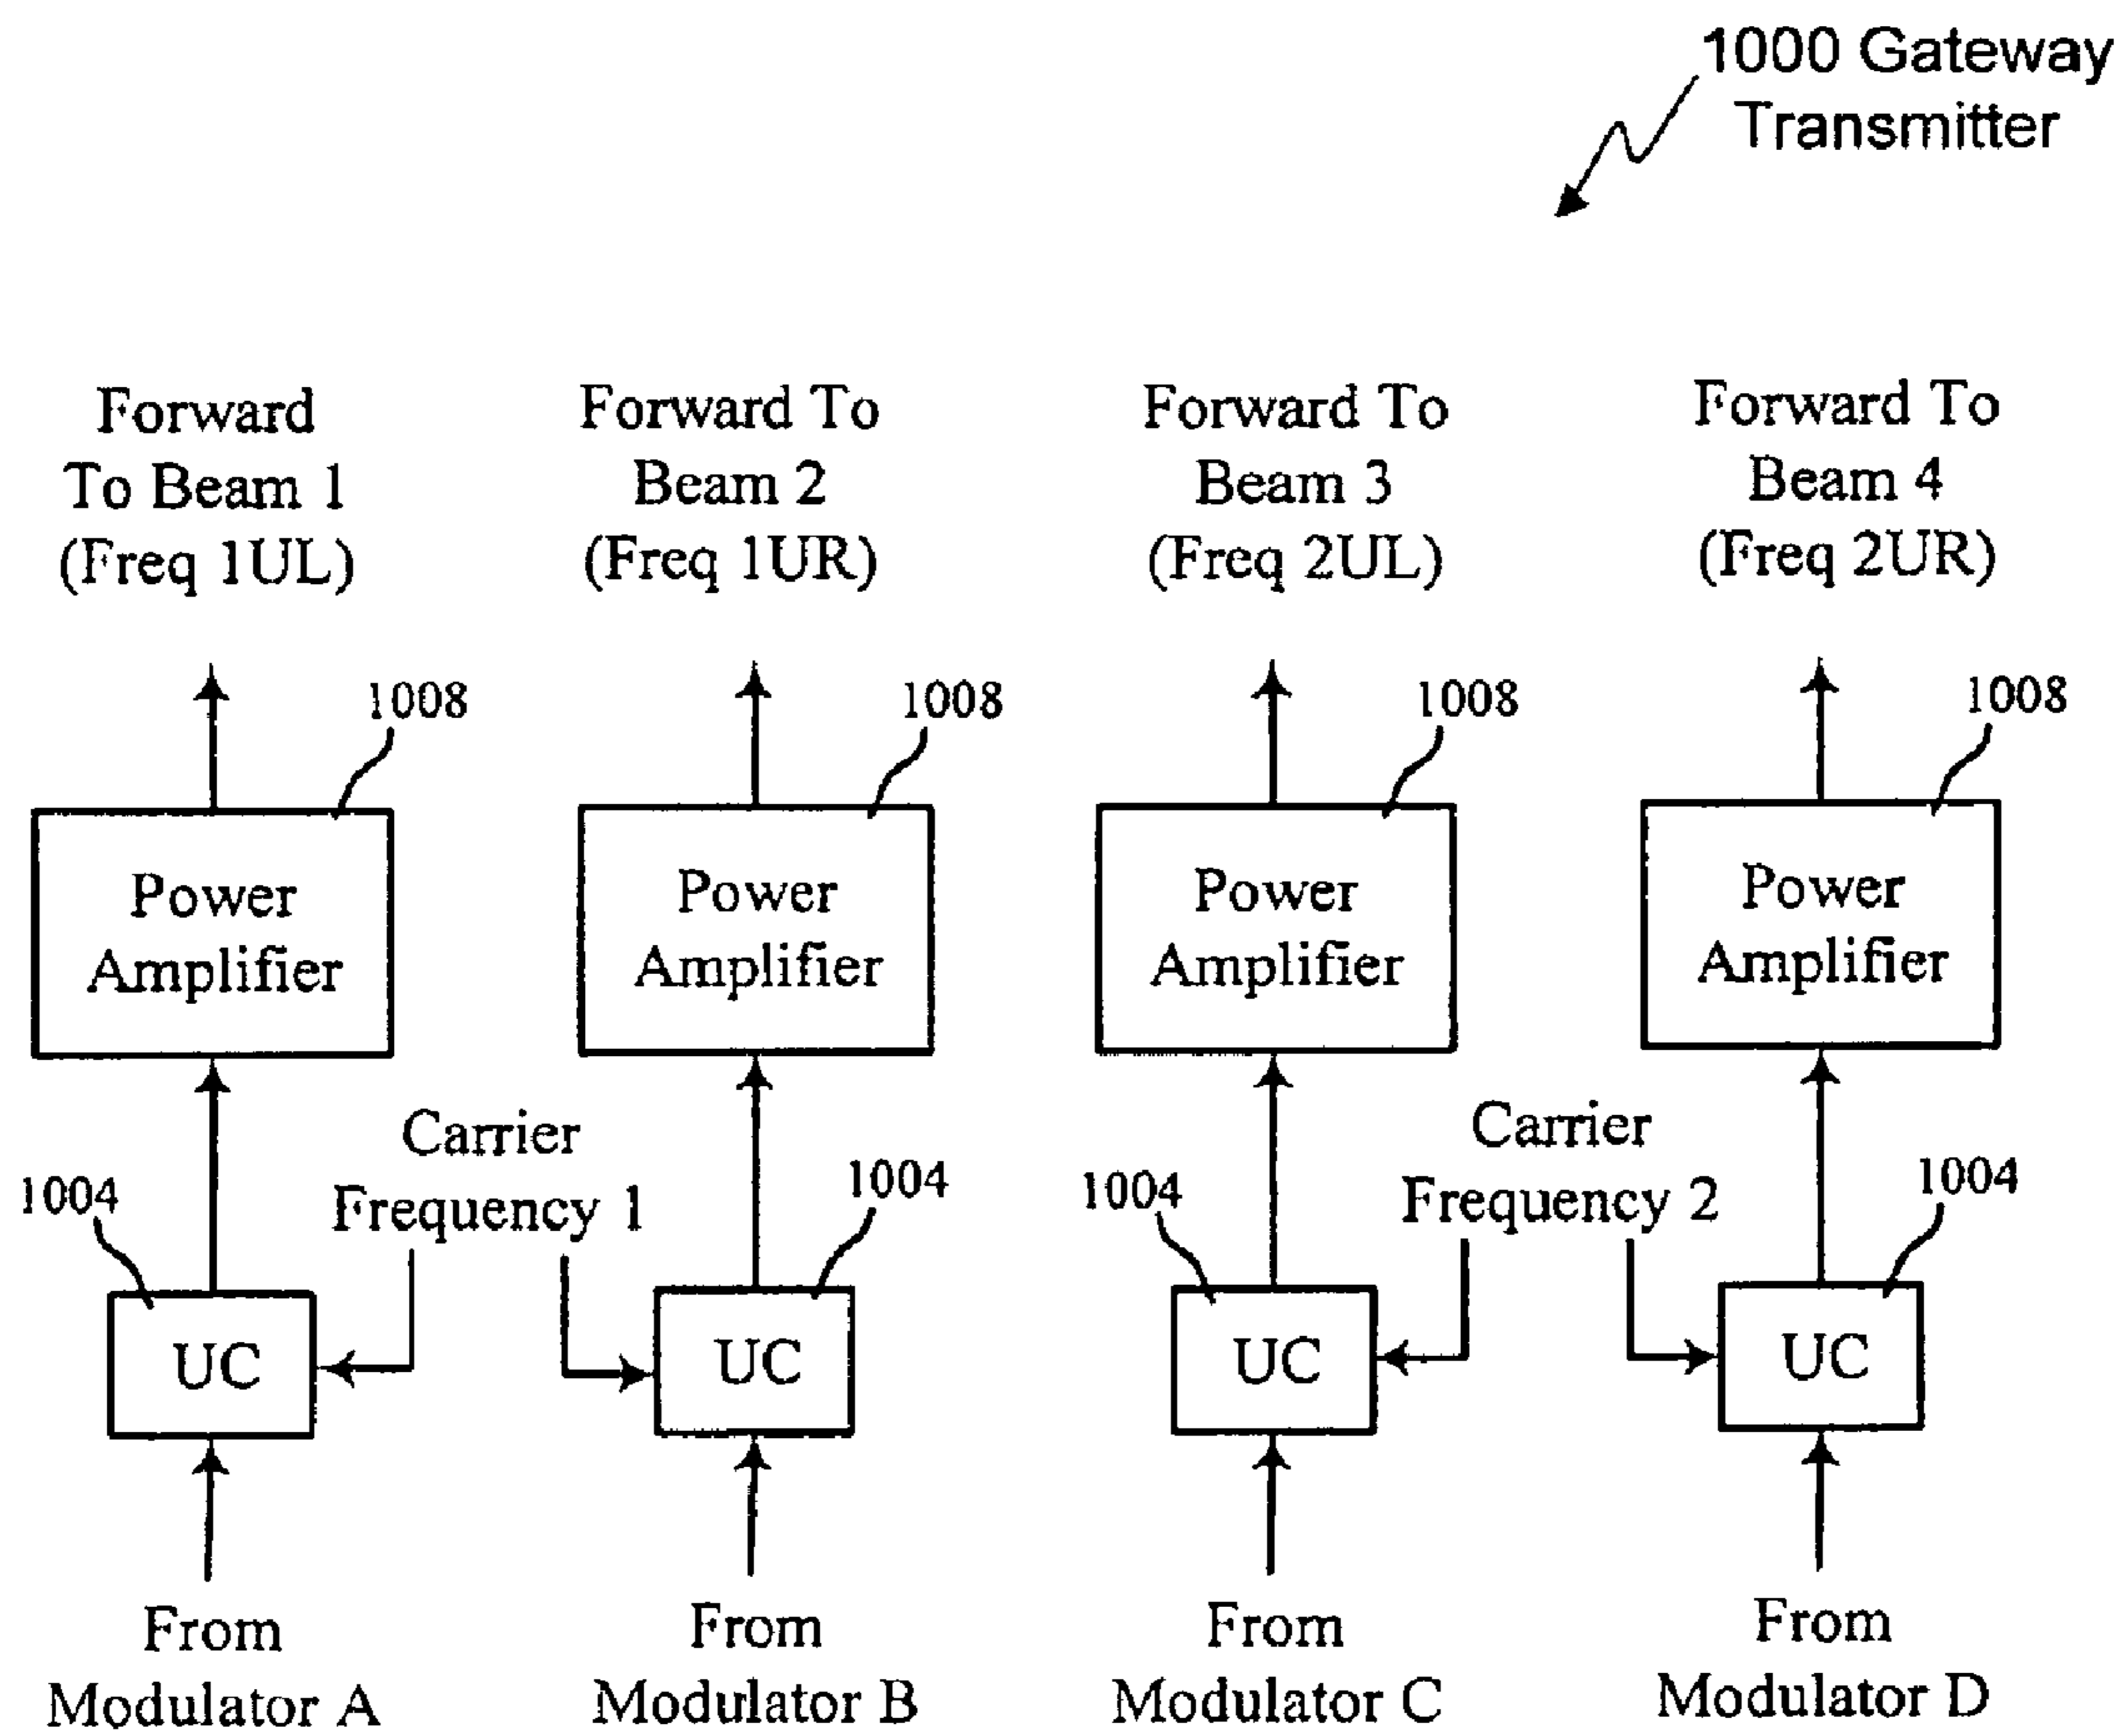 1000 Gateway
Transmitter
Forward
To Beam 1
(Freq 1UL)
Forward To
Beam 2
(Freq 1UR)
Forward To
Beam 3
(Freq 2UL)
Forward To
Beam 4
(Freq 2UR)
1008
1008
1008
1008
Power
Amplifier
Power
Amplifier
Power
Amplifier
Power
Amplifier
1004
Carrier
Frequency 1
1004
1004
Carrier
Frequency 2
1004
UC
UC
UC
UC
From
Modulator A
From
Modulator B
From
Modulator C
From
Modulator D